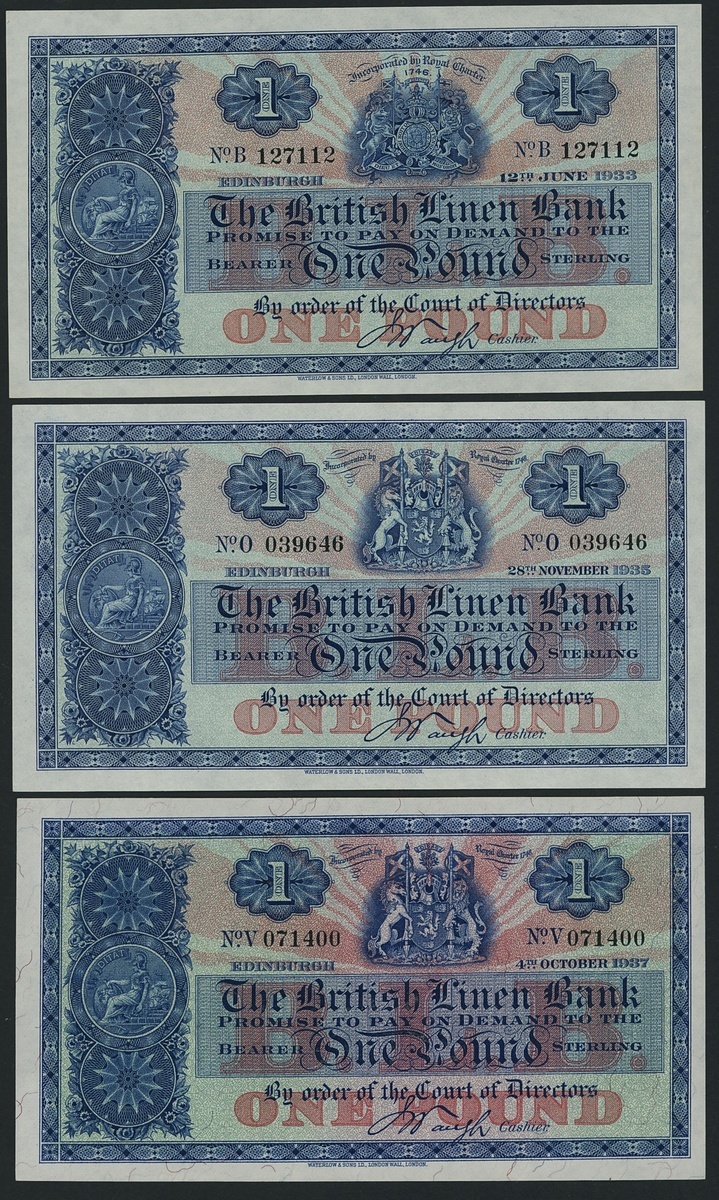 Incorporated by Royal Charter
1746.
1 1
No. B 127112 No. B 127112
EDINBURGH 12TH JUNE 1933
The British Linen Bank
PROMISE TO PAY ON DEMAND TO THE
BEARER One Pound STERLING
By order of the Court of Directors
ONE POUND
Cashier.
WATERLOW & SONS LD., LONDON WALL, LONDON.
Incorporated by Royal Charter 1746.
1 1
No. O 039646 No. O 039646
EDINBURGH 28TH NOVEMBER 1935
The British Linen Bank
PROMISE TO PAY ON DEMAND TO THE
BEARER One Pound STERLING
By order of the Court of Directors
ONE POUND
Cashier.
WATERLOW & SONS LD., LONDON WALL, LONDON.
Incorporated by Royal Charter 1746.
1 1
No. V 071400 No. V 071400
EDINBURGH 4TH OCTOBER 1937
The British Linen Bank
PROMISE TO PAY ON DEMAND TO THE
BEARER One Pound STERLING
By order of the Court of Directors
ONE POUND
Cashier.
WATERLOW & SONS LD., LONDON WALL, LONDON.